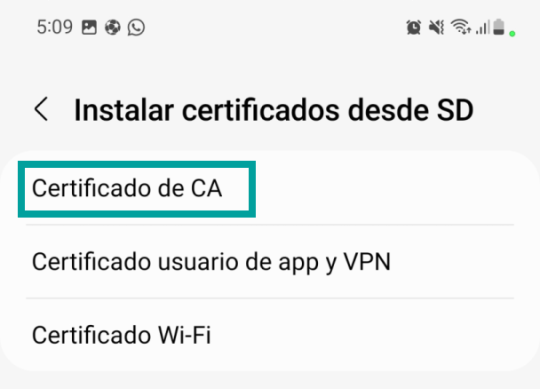 5:09
Instalar certificados desde SD
Certificado de CA
Certificado usuario de app y VPN
Certificado Wi-Fi